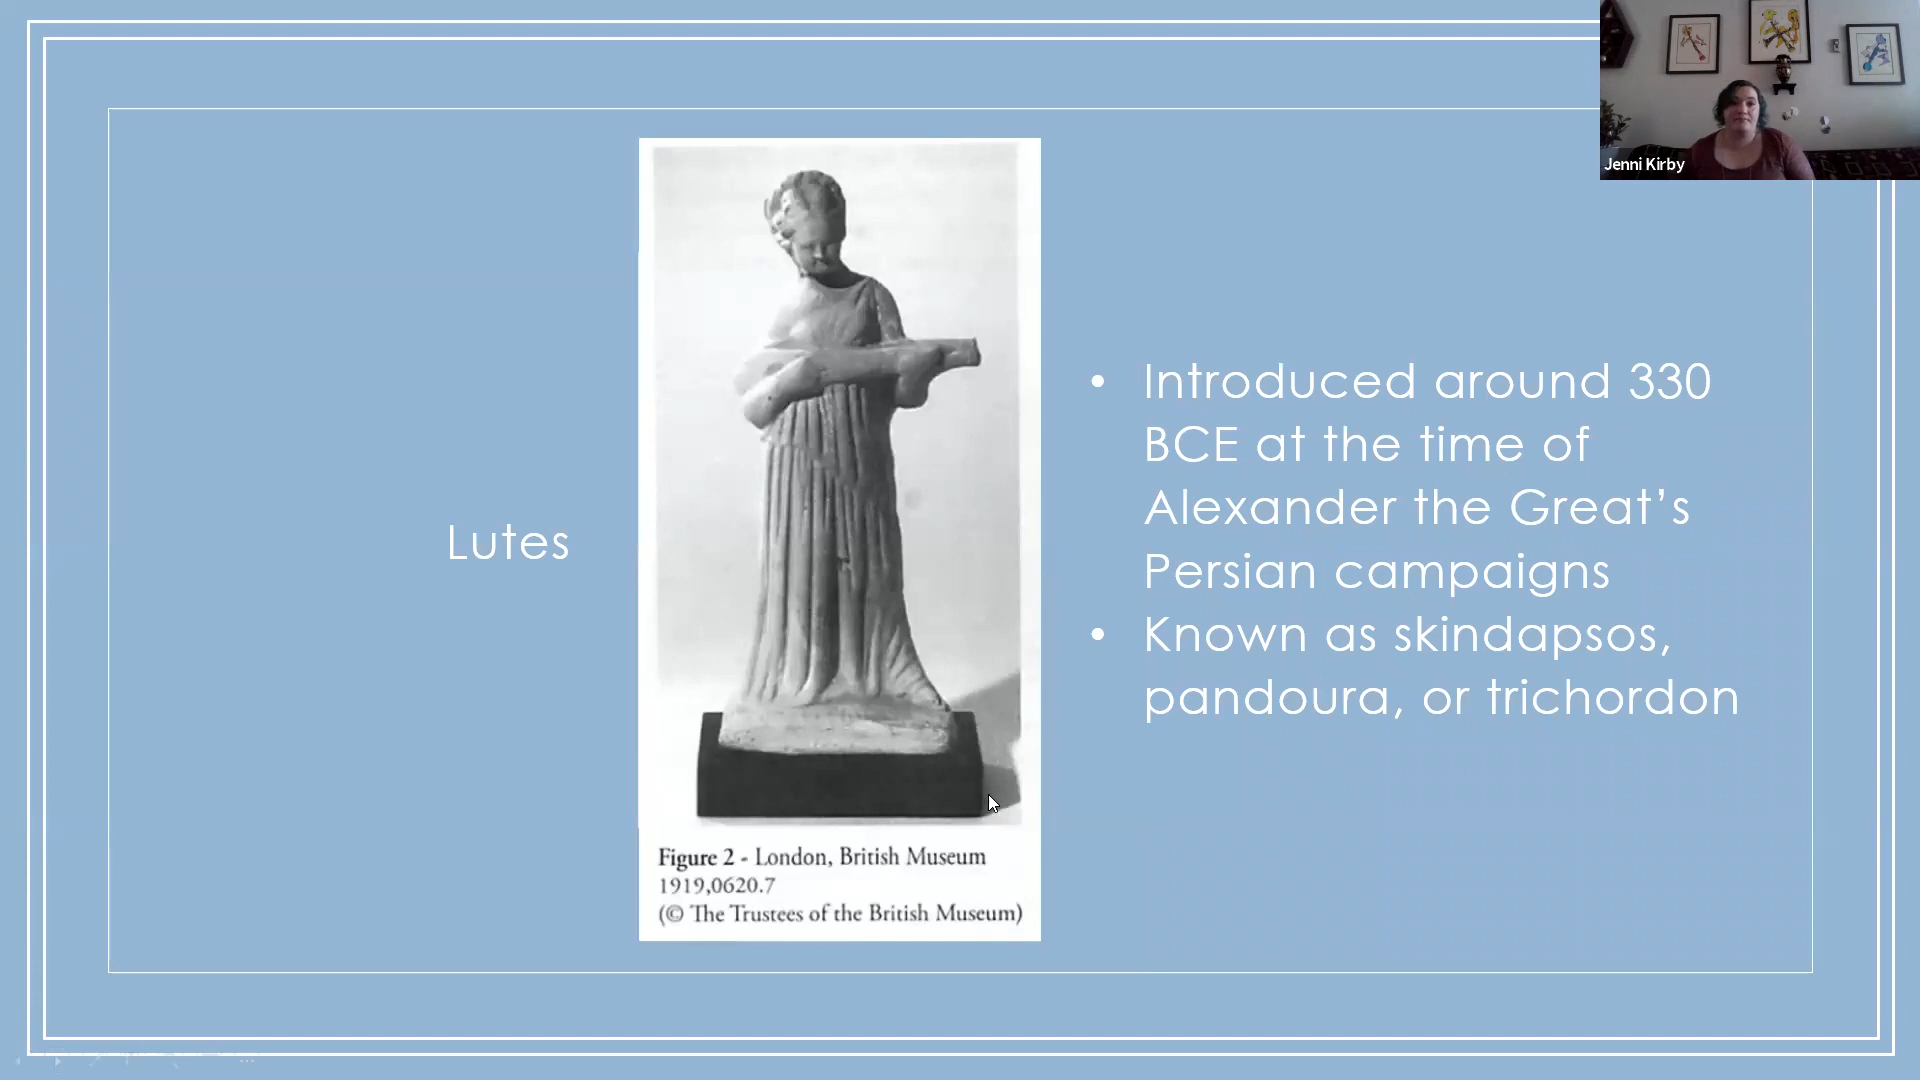 Jenni Kirby
Lutes
• Introduced around 330
BCE at the time of
Alexander the Great’s
Persian campaigns
• Known as skindapsos,
pandoura, or trichordon
Figure 2 - London, British Museum
1919,0620.7
(© The Trustees of the British Museum)